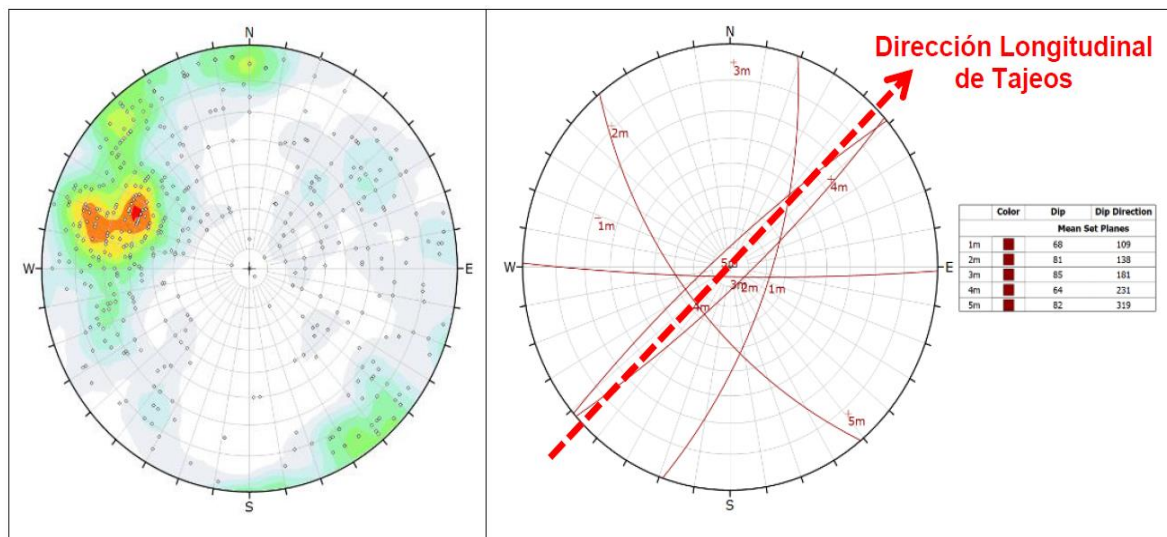 N
W
E
S
N
Dirección Longitudinal
de Tajeos
3m
2m
4m
1m
W
E
5m
3m
2m
1m
4m
5m
S
Color Dip Dip Direction
Mean Set Planes
1m 68 109
2m 81 138
3m 85 181
4m 64 231
5m 82 319